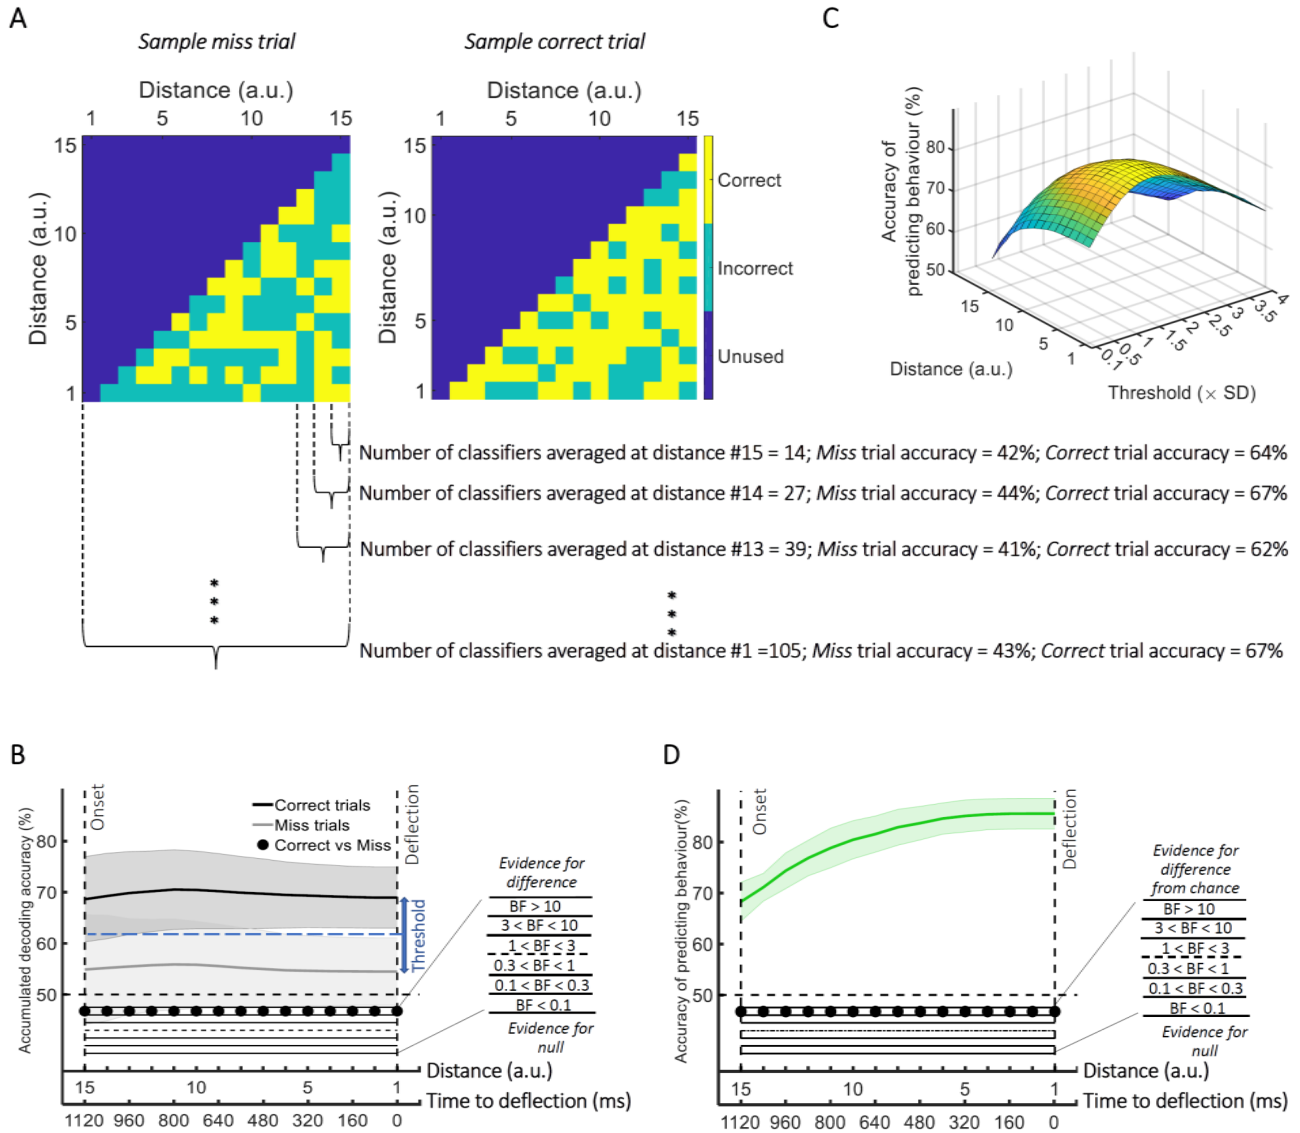 A
Sample miss trial
Sample correct trial
C
Distance (a.u.)
Distance (a.u.)
1 5 10 15
1 5 10 15
15
10
5
1
Distance (a.u.)
15
10
5
1
Distance (a.u.)
Correct
Incorrect
Unused
Accuracy of
predicting behaviour (%)
80
70
60
50
15
10
5
1
Distance (a.u.)
0.1
0.5
1
1.5
2
2.5
3
3.5
4
Threshold (× SD)
Number of classifiers averaged at distance #15 = 14; Miss trial accuracy = 42%; Correct trial accuracy = 64%
Number of classifiers averaged at distance #14 = 27; Miss trial accuracy = 44%; Correct trial accuracy = 67%
Number of classifiers averaged at distance #13 = 39; Miss trial accuracy = 41%; Correct trial accuracy = 62%
*
*
*
*
*
*
Number of classifiers averaged at distance #1 =105; Miss trial accuracy = 43%; Correct trial accuracy = 67%
B
Accumulated decoding accuracy (%)
80
70
60
50
Onset
Correct trials
Miss trials
Correct vs Miss
Deflection
Threshold
Evidence for
difference
BF > 10
3 < BF < 10
1 < BF < 3
0.3 < BF < 1
0.1 < BF < 0.3
BF < 0.1
Evidence for
null
15 10 5 1
Distance (a.u.)
1120 960 800 640 480 320 160 0
Time to deflection (ms)
D
Accuracy of predicting behaviour(%)
80
70
60
50
Onset
Deflection
Evidence for
difference
from chance
BF > 10
3 < BF < 10
1 < BF < 3
0.3 < BF < 1
0.1 < BF < 0.3
BF < 0.1
Evidence for
null
15 10 5 1
Distance (a.u.)
1120 960 800 640 480 320 160 0
Time to deflection (ms)